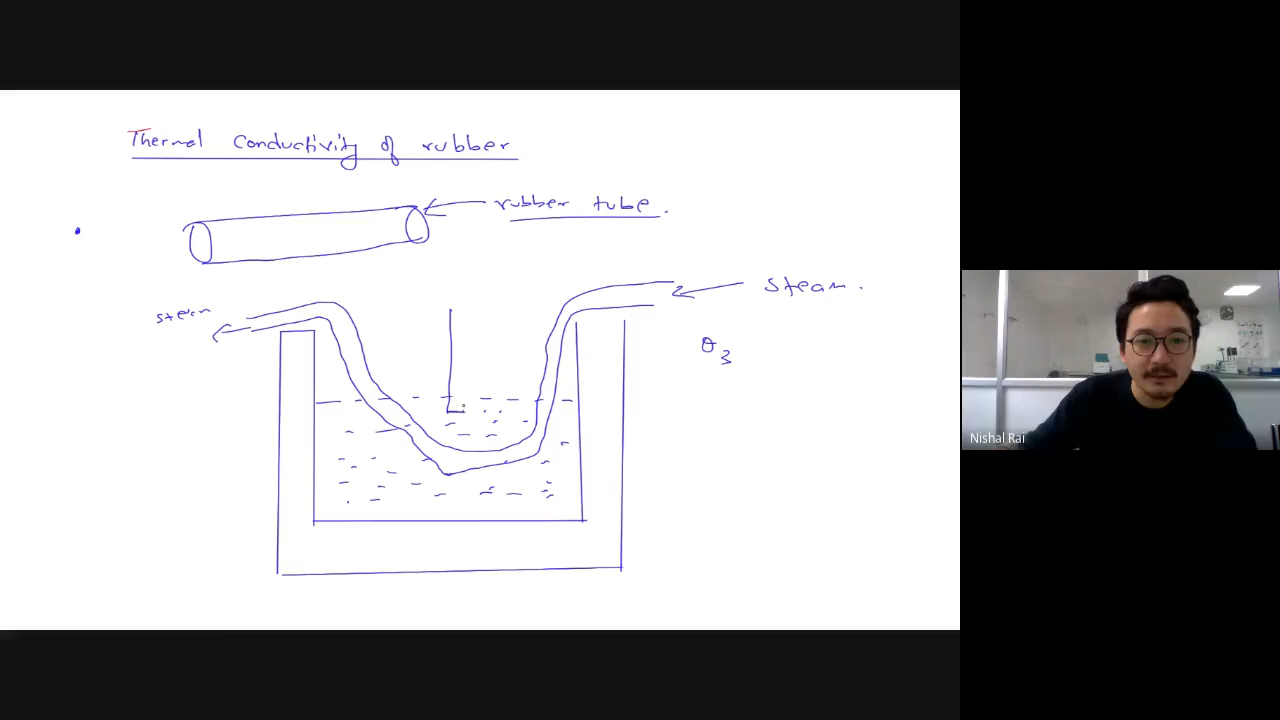 Thermal conductivity of rubber
rubber tube.
steam.
steam
θ3
Nishal Rai